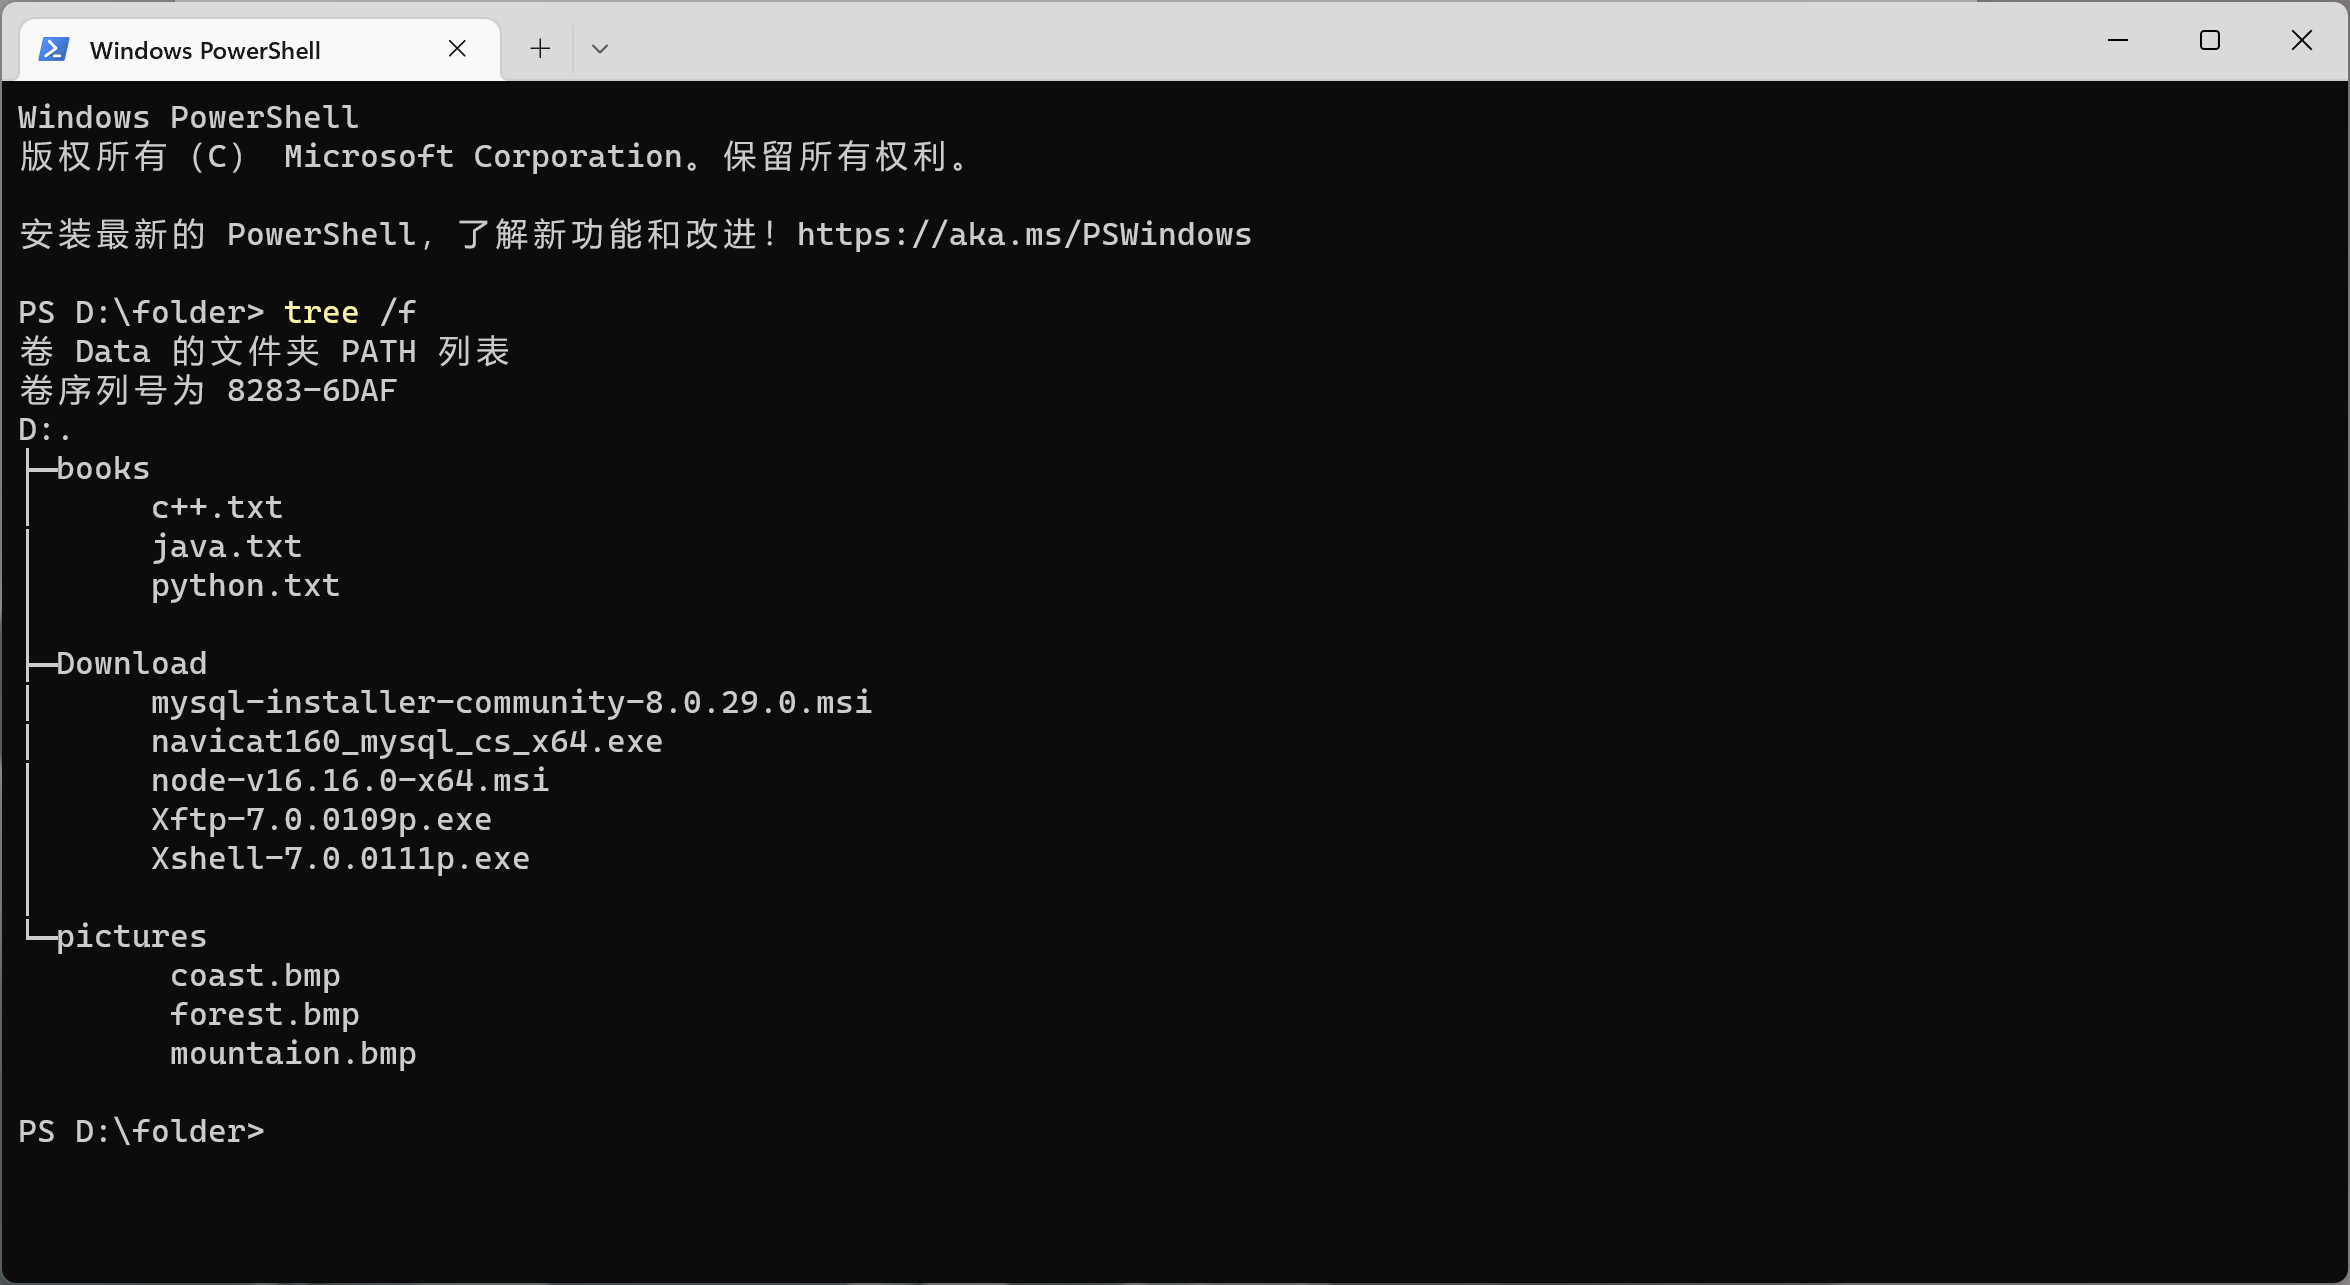 Windows PowerShell
Windows PowerShell
版权所有（C） Microsoft Corporation。保留所有权利。
安装最新的 PowerShell，了解新功能和改进！https://aka.ms/PSWindows
PS D:\folder> tree /f
卷 Data 的文件夹 PATH 列表
卷序列号为 8283-6DAF
D:.
├─books
│      c++.txt
│      java.txt
│      python.txt
│
├─Download
│      mysql-installer-community-8.0.29.0.msi
│      navicat160_mysql_cs_x64.exe
│      node-v16.16.0-x64.msi
│      Xftp-7.0.0109p.exe
│      Xshell-7.0.0111p.exe
│
└─pictures
        coast.bmp
        forest.bmp
        mountaion.bmp
PS D:\folder>